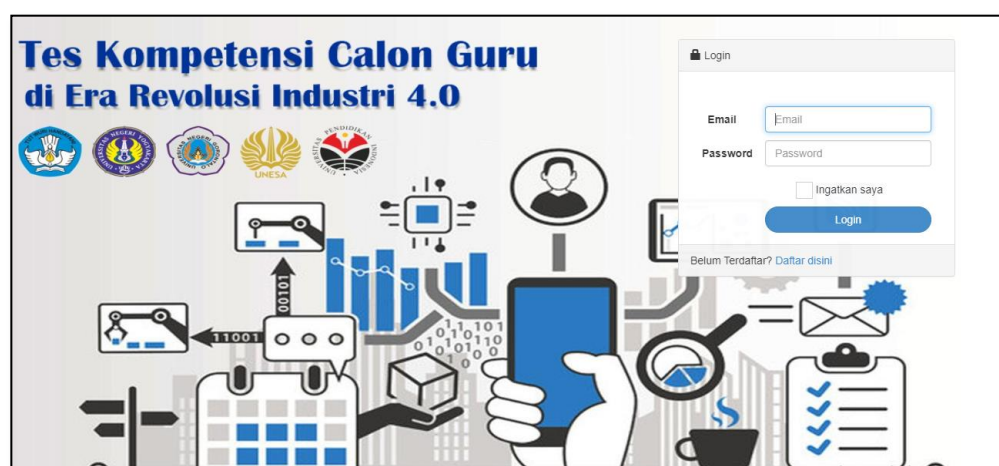 Tes Kompetensi Calon Guru
di Era Revolusi Industri 4.0
UNESA
Login
Email
Email
Password
Password
Ingatkan saya
Login
Belum Terdaftar? Daftar disini
00101
11001